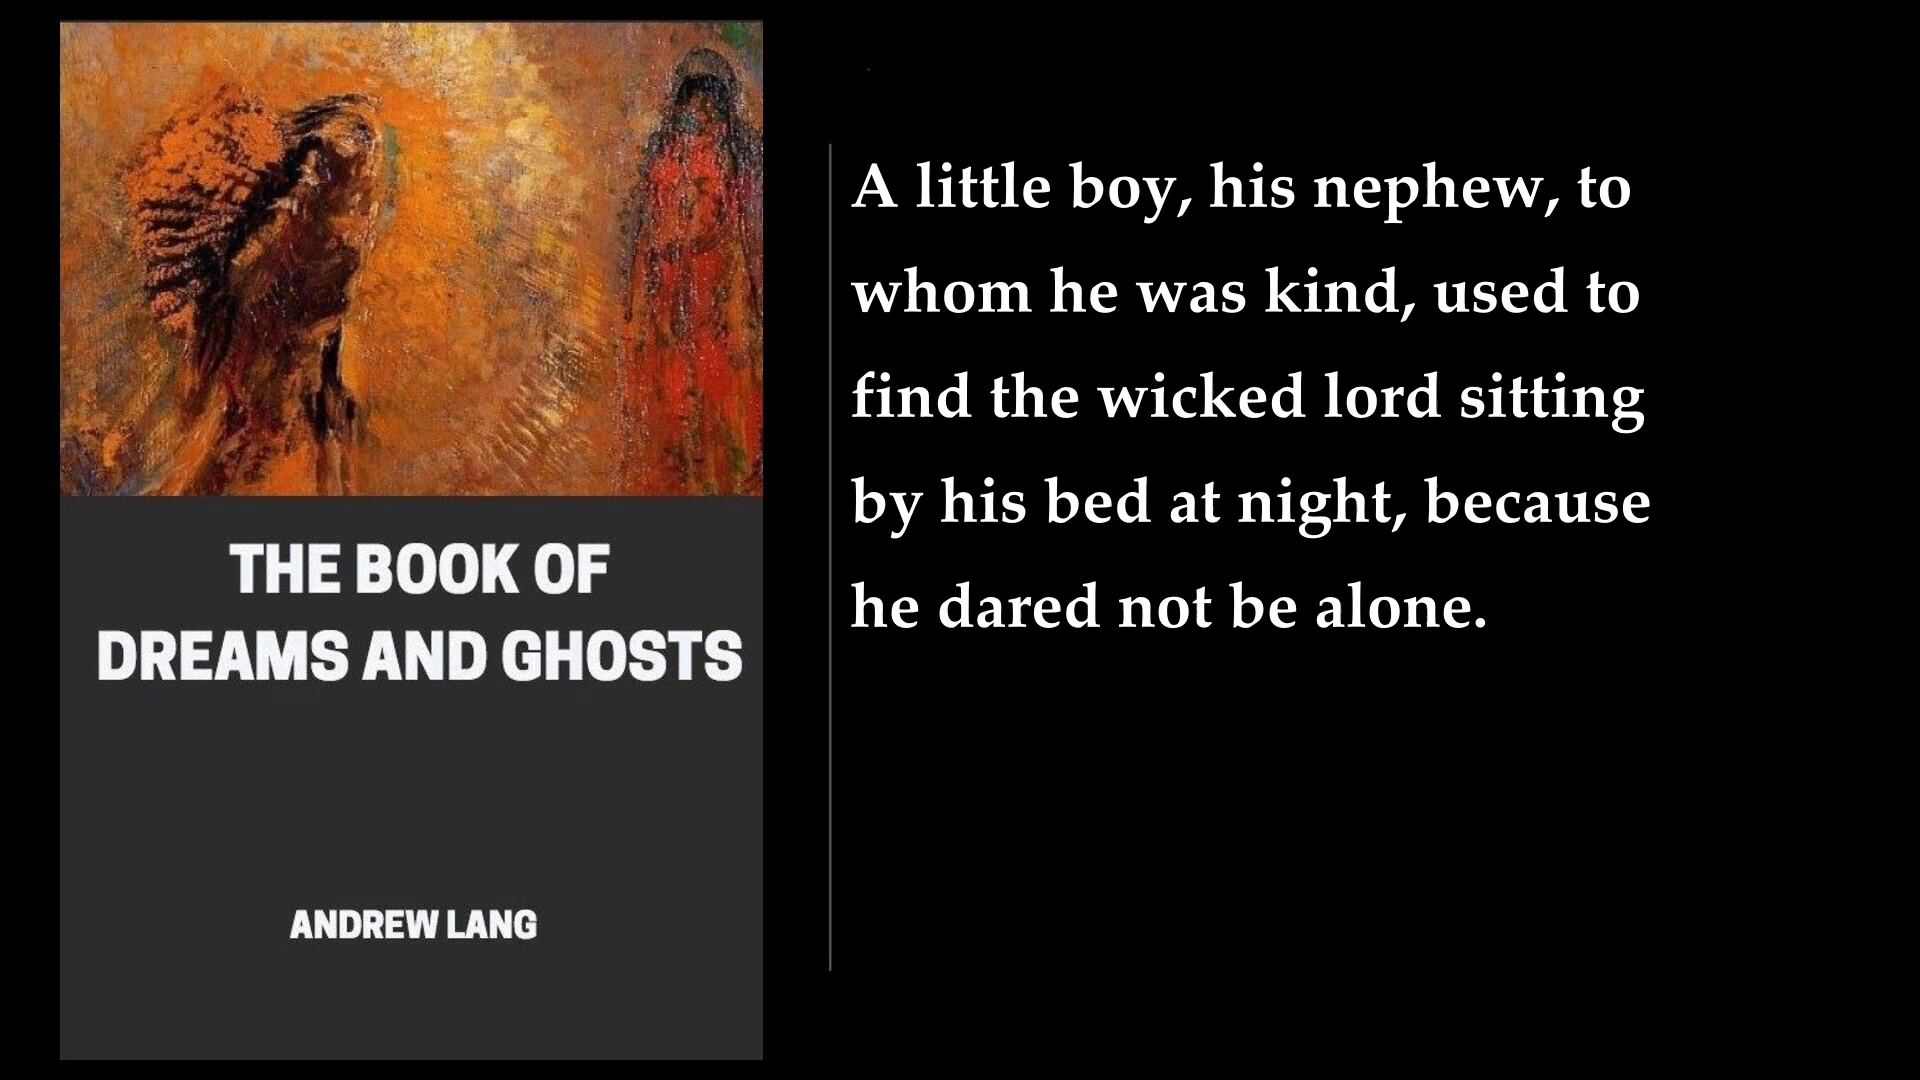 THE BOOK OF
DREAMS AND GHOSTS
ANDREW LANG
A little boy, his nephew, to
whom he was kind, used to
find the wicked lord sitting
by his bed at night, because
he dared not be alone.